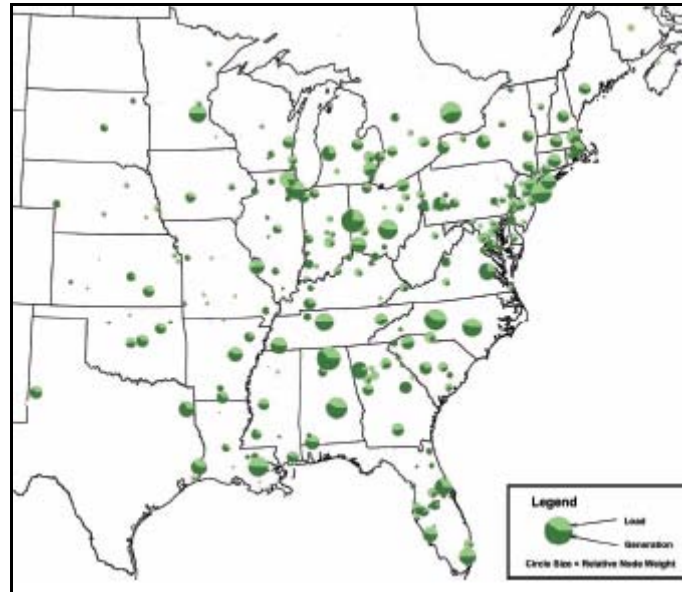 Legend
Load
Generation
Circle Size = Relative Node Weight